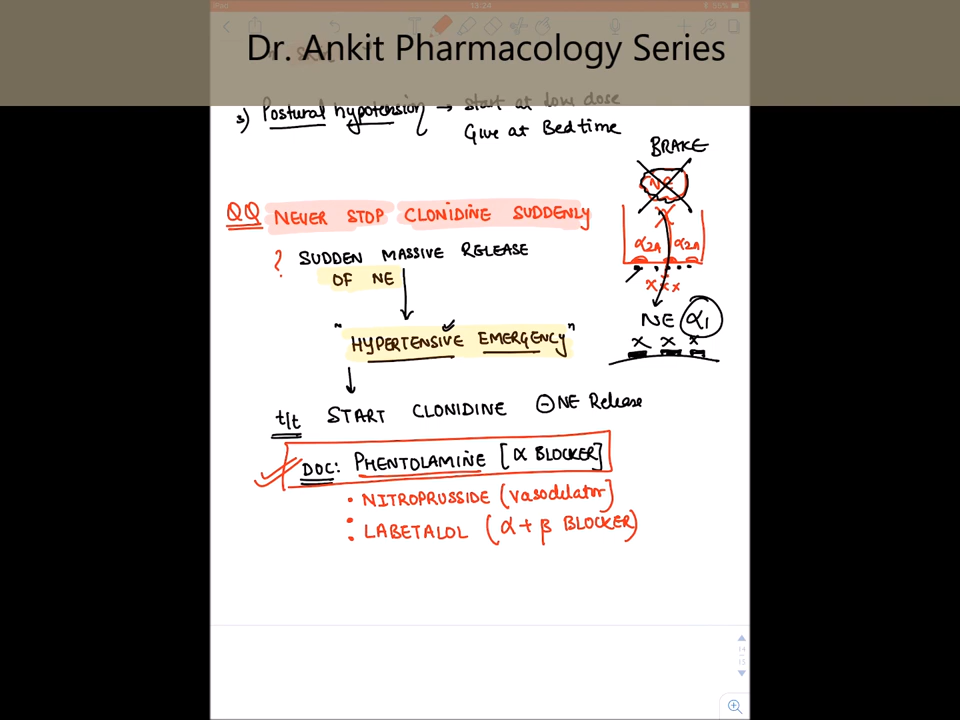 Dr. Ankit Pharmacology Series
3) Postural hypotension → start at low dose
Give at Bedtime
BRAKE
NE
QQ NEVER STOP CLONIDINE SUDDENLY
α2A α2A
? SUDDEN MASSIVE RELEASE
OF NE
x x x
NE α1
x x x
"HYPERTENSIVE EMERGENCY"
t/t START CLONIDINE ⊖ NE Release
DOC: PHENTOLAMINE [α BLOCKER]
• NITROPRUSSIDE (vasodilator)
• LABETALOL (α + β BLOCKER)